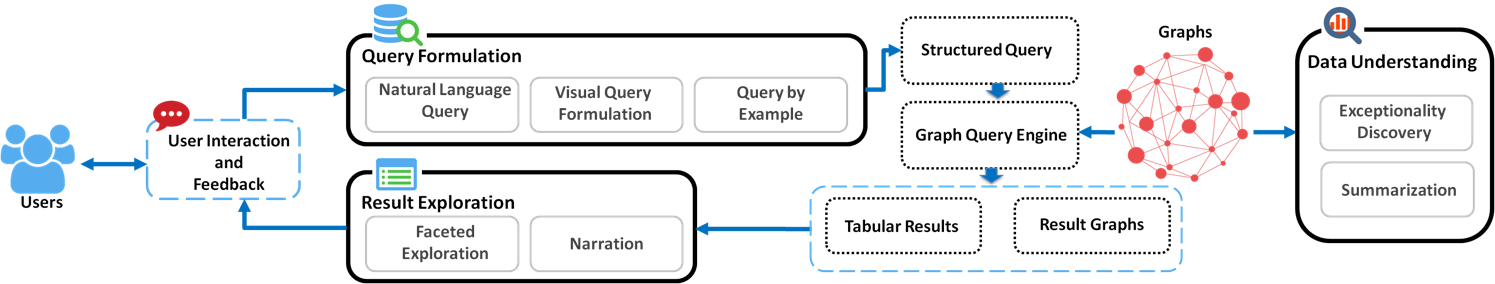 Users
User Interaction
and
Feedback
Query Formulation
Natural Language
Query
Visual Query
Formulation
Query by
Example
Result Exploration
Faceted
Exploration
Narration
Structured Query
Graph Query Engine
Tabular Results
Result Graphs
Graphs
Data Understanding
Exceptionality
Discovery
Summarization